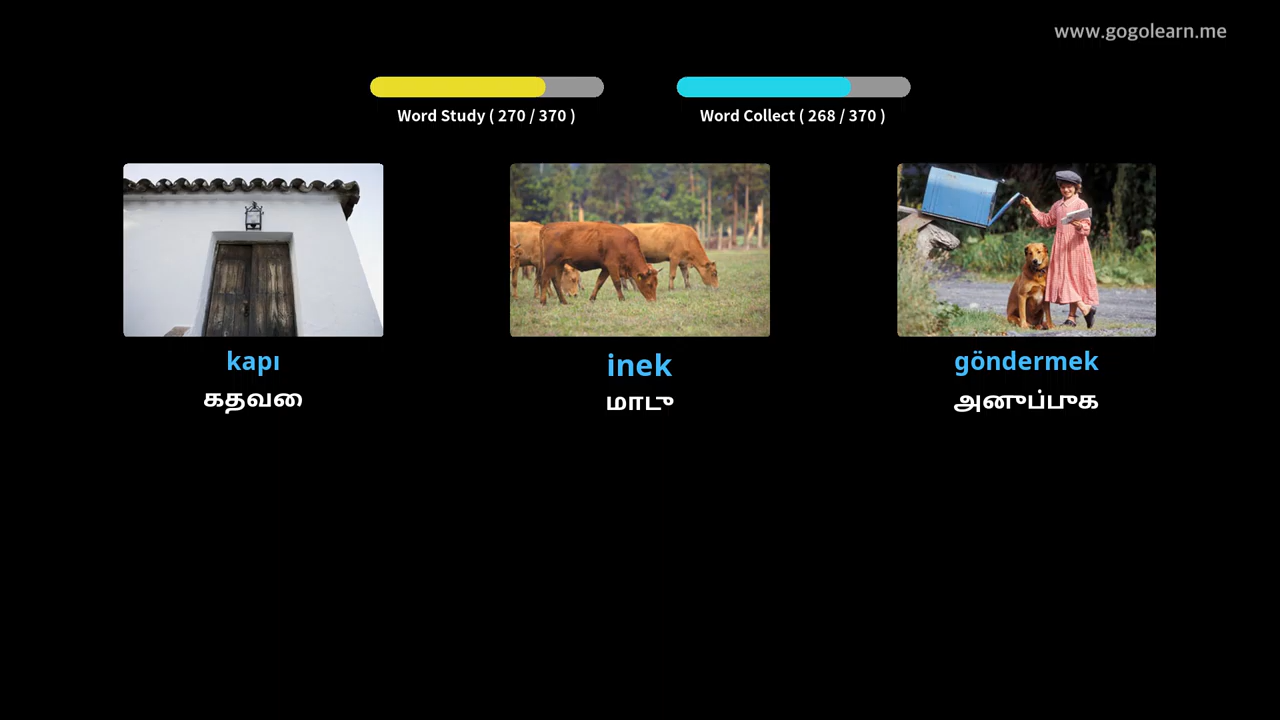 www.gogolearn.me
Word Study ( 270 / 370 )
Word Collect ( 268 / 370 )
kapı
கதவை
inek
மாடு
göndermek
அனுப்புக